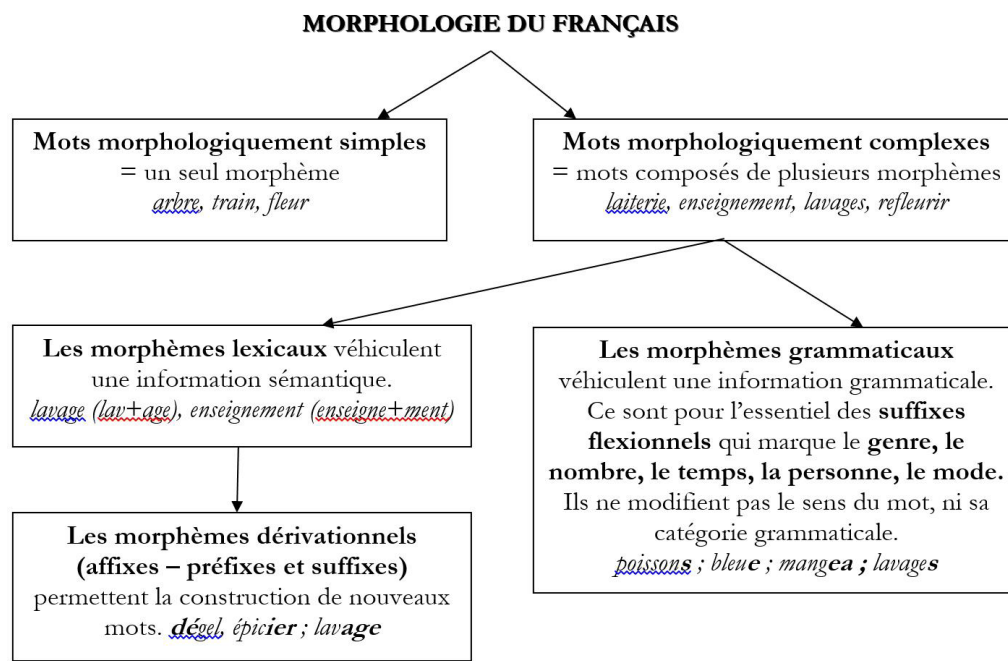 MORPHOLOGIE DU FRANÇAIS
Mots morphologiquement simples
= un seul morphème
arbre, train, fleur
Mots morphologiquement complexes
= mots composés de plusieurs morphèmes
laiterie, enseignement, lavages, refleurir
Les morphèmes lexicaux véhiculent
une information sémantique.
lavage (lav+age), enseignement (enseigne+ment)
Les morphèmes grammaticaux
véhiculent une information grammaticale.
Ce sont pour l'essentiel des suffixes
flexionnels qui marque le genre, le
nombre, le temps, la personne, le mode.
Ils ne modifient pas le sens du mot, ni sa
catégorie grammaticale.
poissons ; bleue ; mangea ; lavages
Les morphèmes dérivationnels
(affixes – préfixes et suffixes)
permettent la construction de nouveaux
mots. dégel, épicier ; lavage